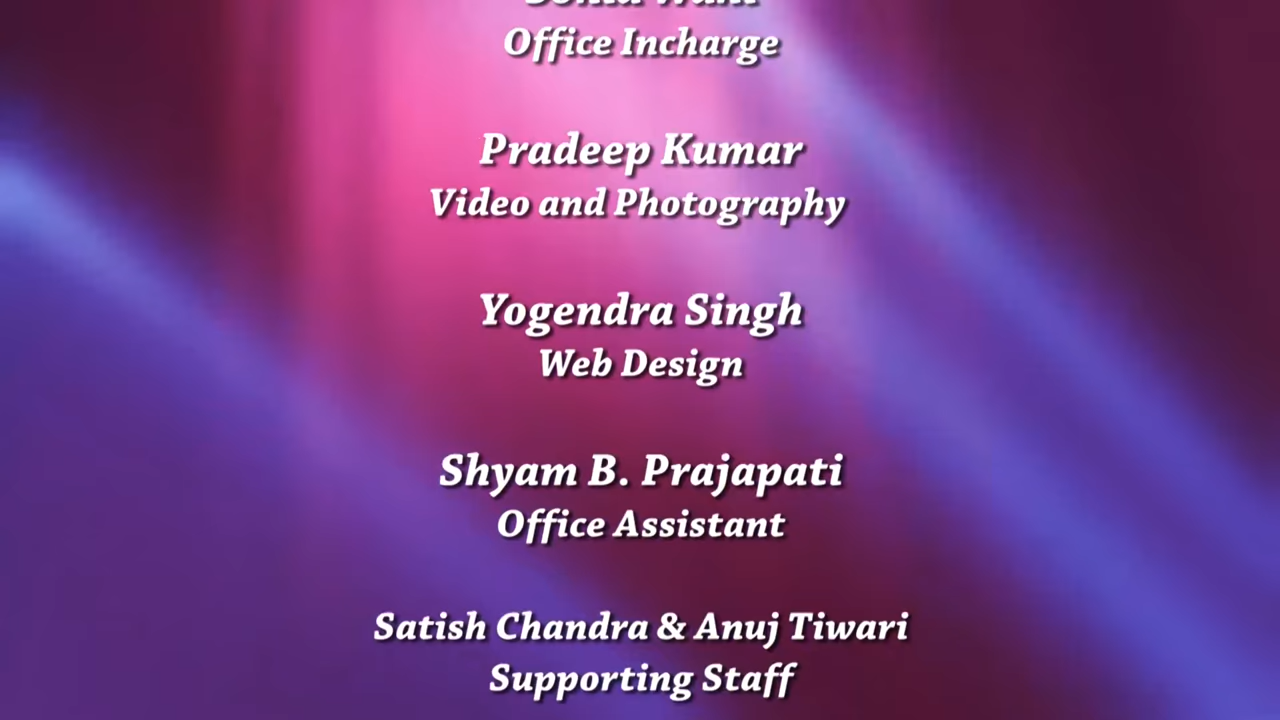 Office Incharge
Pradeep Kumar
Video and Photography
Yogendra Singh
Web Design
Shyam B. Prajapati
Office Assistant
Satish Chandra & Anuj Tiwari
Supporting Staff